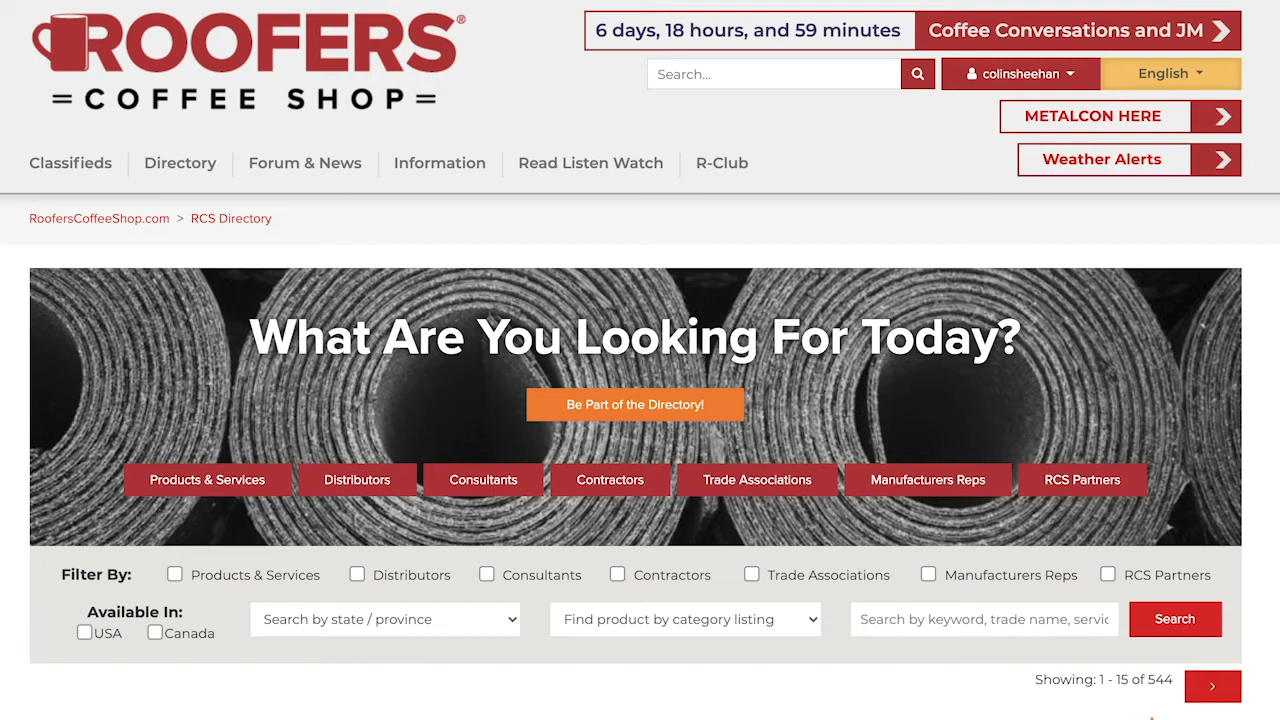 ROOFERS®
COFFEE SHOP
6 days, 18 hours, and 59 minutes
Coffee Conversations and JM
Search...
colinsheehan
English
METALCON HERE
Weather Alerts
Classifieds
Directory
Forum & News
Information
Read Listen Watch
R-Club
RoofersCoffeeShop.com > RCS Directory
What Are You Looking For Today?
Be Part of the Directory!
Products & Services
Distributors
Consultants
Contractors
Trade Associations
Manufacturers Reps
RCS Partners
Filter By:
Products & Services
Distributors
Consultants
Contractors
Trade Associations
Manufacturers Reps
RCS Partners
Available In:
USA
Canada
Search by state / province
Find product by category listing
Search by keyword, trade name, servic
Search
Showing: 1 - 15 of 544